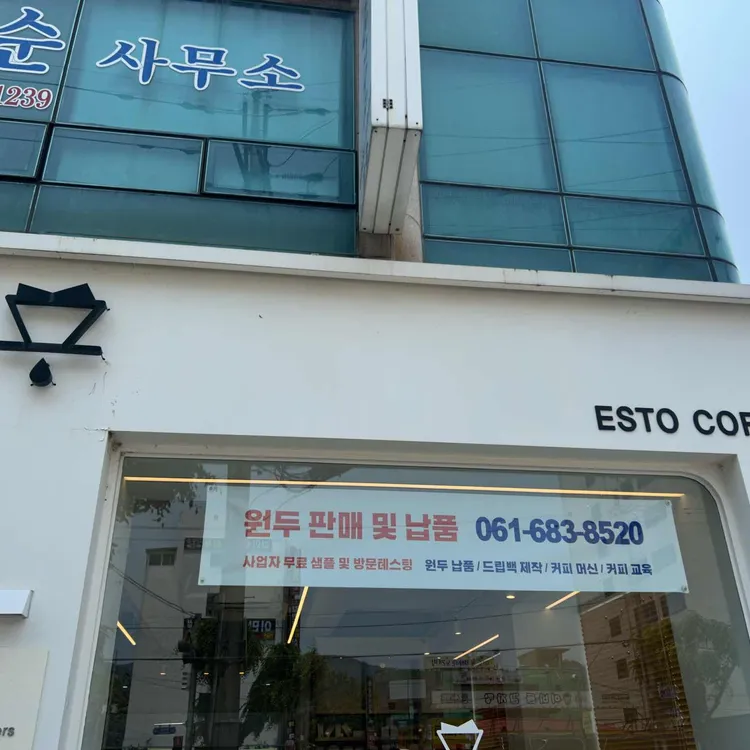 순 사무소
1239
ESTO COF
원두 판매 및 납품 061-683-8520
사업자 무료 샘플 및 방문테스팅 원두 납품 / 드립백 제작 / 커피 머신 / 커피 교육
ers